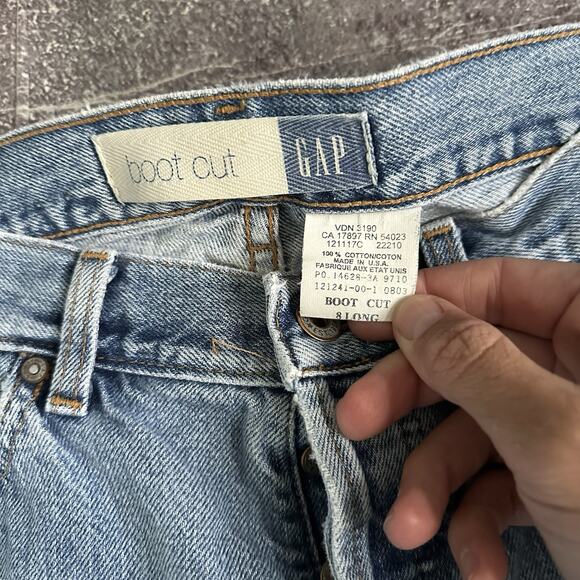 boot cut GAP
VDN 3190
CA 17897 RN 54023
121117C 22210
100 % COTTON/COTON
MADE IN U.S.A.
FABRIQUE AUX ETAT UNIS
PO.14628-3A 9710
121241-00-1 0803
BOOT CUT
8 LONG